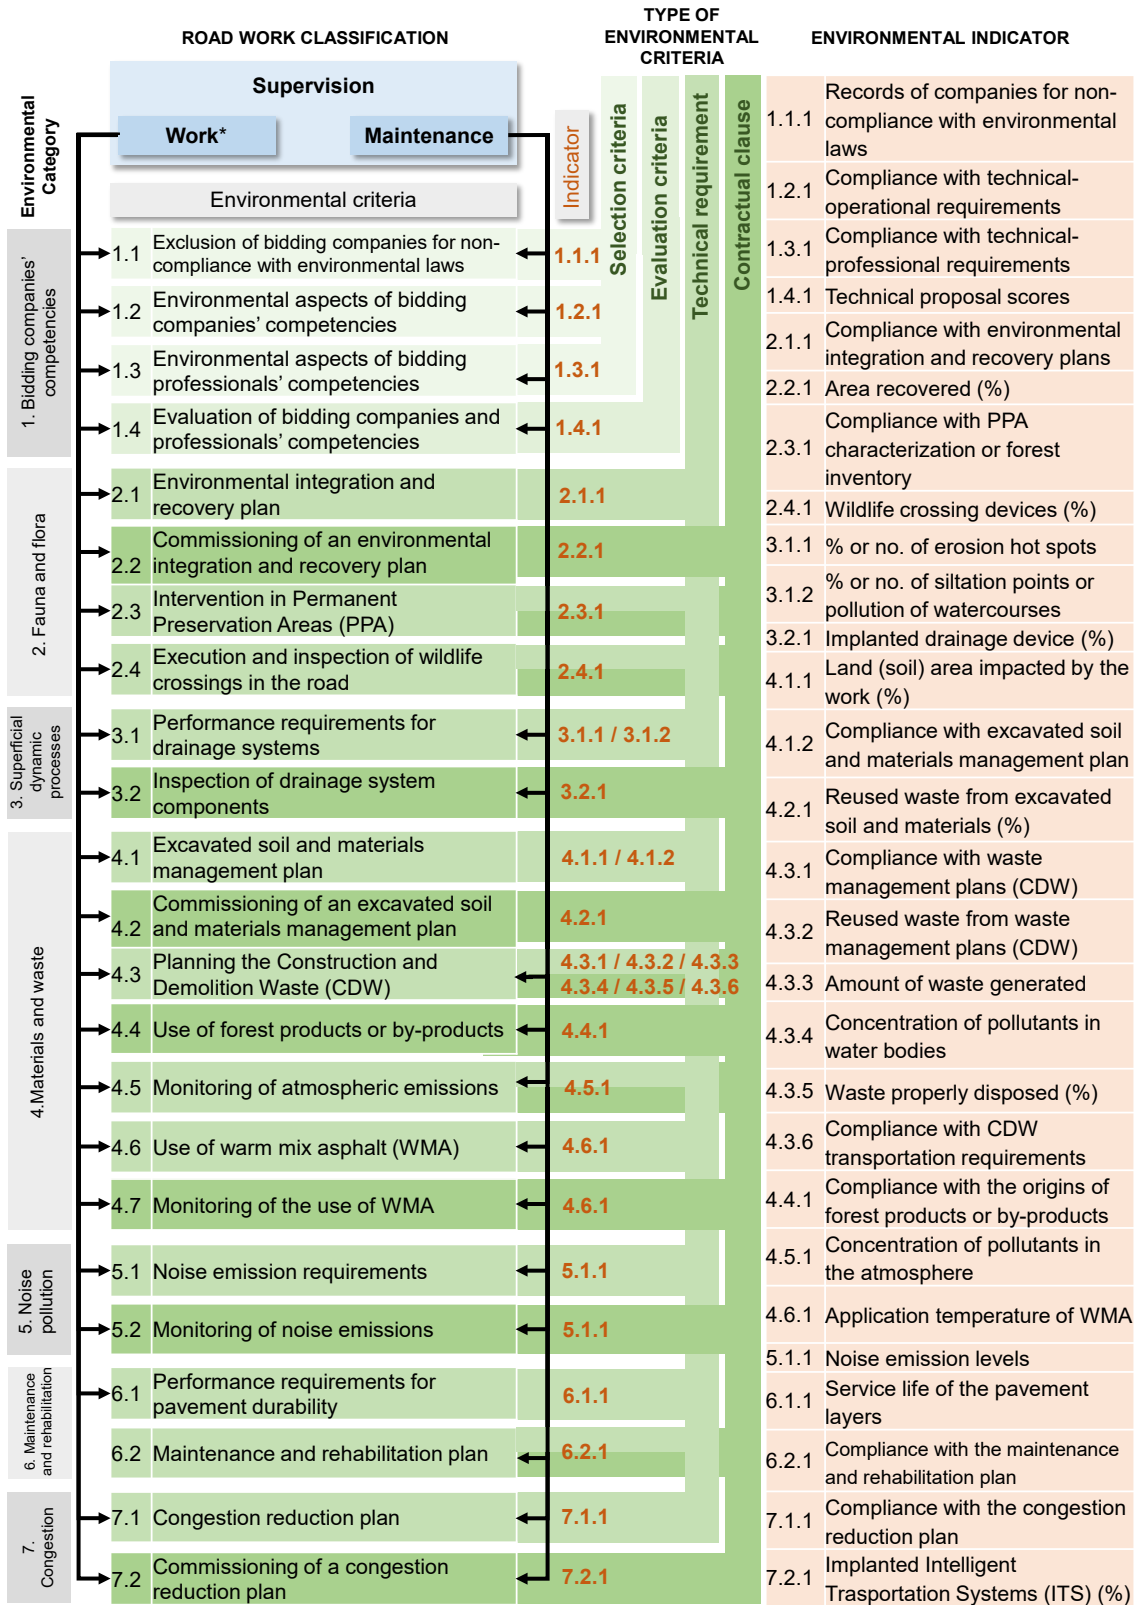 ROAD WORK CLASSIFICATION
TYPE OF
ENVIRONMENTAL
CRITERIA
ENVIRONMENTAL INDICATOR
Environmental
Category
Supervision
Work*
Maintenance
Environmental criteria
Indicator
Selection criteria
Evaluation criteria
Technical requirement
Contractual clause
1. Bidding companies'
competencies
1.1 Exclusion of bidding companies for non-
compliance with environmental laws
1.1.1
1.2 Environmental aspects of bidding
companies' competencies
1.2.1
1.3 Environmental aspects of bidding
professionals' competencies
1.3.1
1.4 Evaluation of bidding companies and
professionals' competencies
1.4.1
2. Fauna and flora
2.1 Environmental integration and
recovery plan
2.1.1
2.2 Commissioning of an environmental
integration and recovery plan
2.2.1
2.3 Intervention in Permanent
Preservation Areas (PPA)
2.3.1
2.4 Execution and inspection of wildlife
crossings in the road
2.4.1
3. Superficial
dynamic
processes
3.1 Performance requirements for
drainage systems
3.1.1 / 3.1.2
3.2 Inspection of drainage system
components
3.2.1
4.Materials and waste
4.1 Excavated soil and materials
management plan
4.1.1 / 4.1.2
4.2 Commissioning of an excavated soil
and materials management plan
4.2.1
4.3 Planning the Construction and
Demolition Waste (CDW)
4.3.1 / 4.3.2 / 4.3.3
4.3.4 / 4.3.5 / 4.3.6
4.4 Use of forest products or by-products
4.4.1
4.5 Monitoring of atmospheric emissions
4.5.1
4.6 Use of warm mix asphalt (WMA)
4.6.1
4.7 Monitoring of the use of WMA
4.6.1
5. Noise
pollution
5.1 Noise emission requirements
5.1.1
5.2 Monitoring of noise emissions
5.1.1
6. Maintenance
and rehabilitation
6.1 Performance requirements for
pavement durability
6.1.1
6.2 Maintenance and rehabilitation plan
6.2.1
7.
Congestion
7.1 Congestion reduction plan
7.1.1
7.2 Commissioning of a congestion
reduction plan
7.2.1
1.1.1 Records of companies for non-
compliance with environmental
laws
1.2.1 Compliance with technical-
operational requirements
1.3.1 Compliance with technical-
professional requirements
1.4.1 Technical proposal scores
2.1.1 Compliance with environmental
integration and recovery plans
2.2.1 Area recovered (%)
2.3.1 Compliance with PPA
characterization or forest
inventory
2.4.1 Wildlife crossing devices (%)
3.1.1 % or no. of erosion hot spots
3.1.2 % or no. of siltation points or
pollution of watercourses
3.2.1 Implanted drainage device (%)
4.1.1 Land (soil) area impacted by the
work (%)
4.1.2 Compliance with excavated soil
and materials management plan
4.2.1 Reused waste from excavated
soil and materials (%)
4.3.1 Compliance with waste
management plans (CDW)
4.3.2 Reused waste from waste
management plans (CDW)
4.3.3 Amount of waste generated
4.3.4 Concentration of pollutants in
water bodies
4.3.5 Waste properly disposed (%)
4.3.6 Compliance with CDW
transportation requirements
4.4.1 Compliance with the origins of
forest products or by-products
4.5.1 Concentration of pollutants in
the atmosphere
4.6.1 Application temperature of WMA
5.1.1 Noise emission levels
6.1.1 Service life of the pavement
layers
6.2.1 Compliance with the maintenance
and rehabilitation plan
7.1.1 Compliance with the congestion
reduction plan
7.2.1 Implanted Intelligent
Trasportation Systems (ITS) (%)